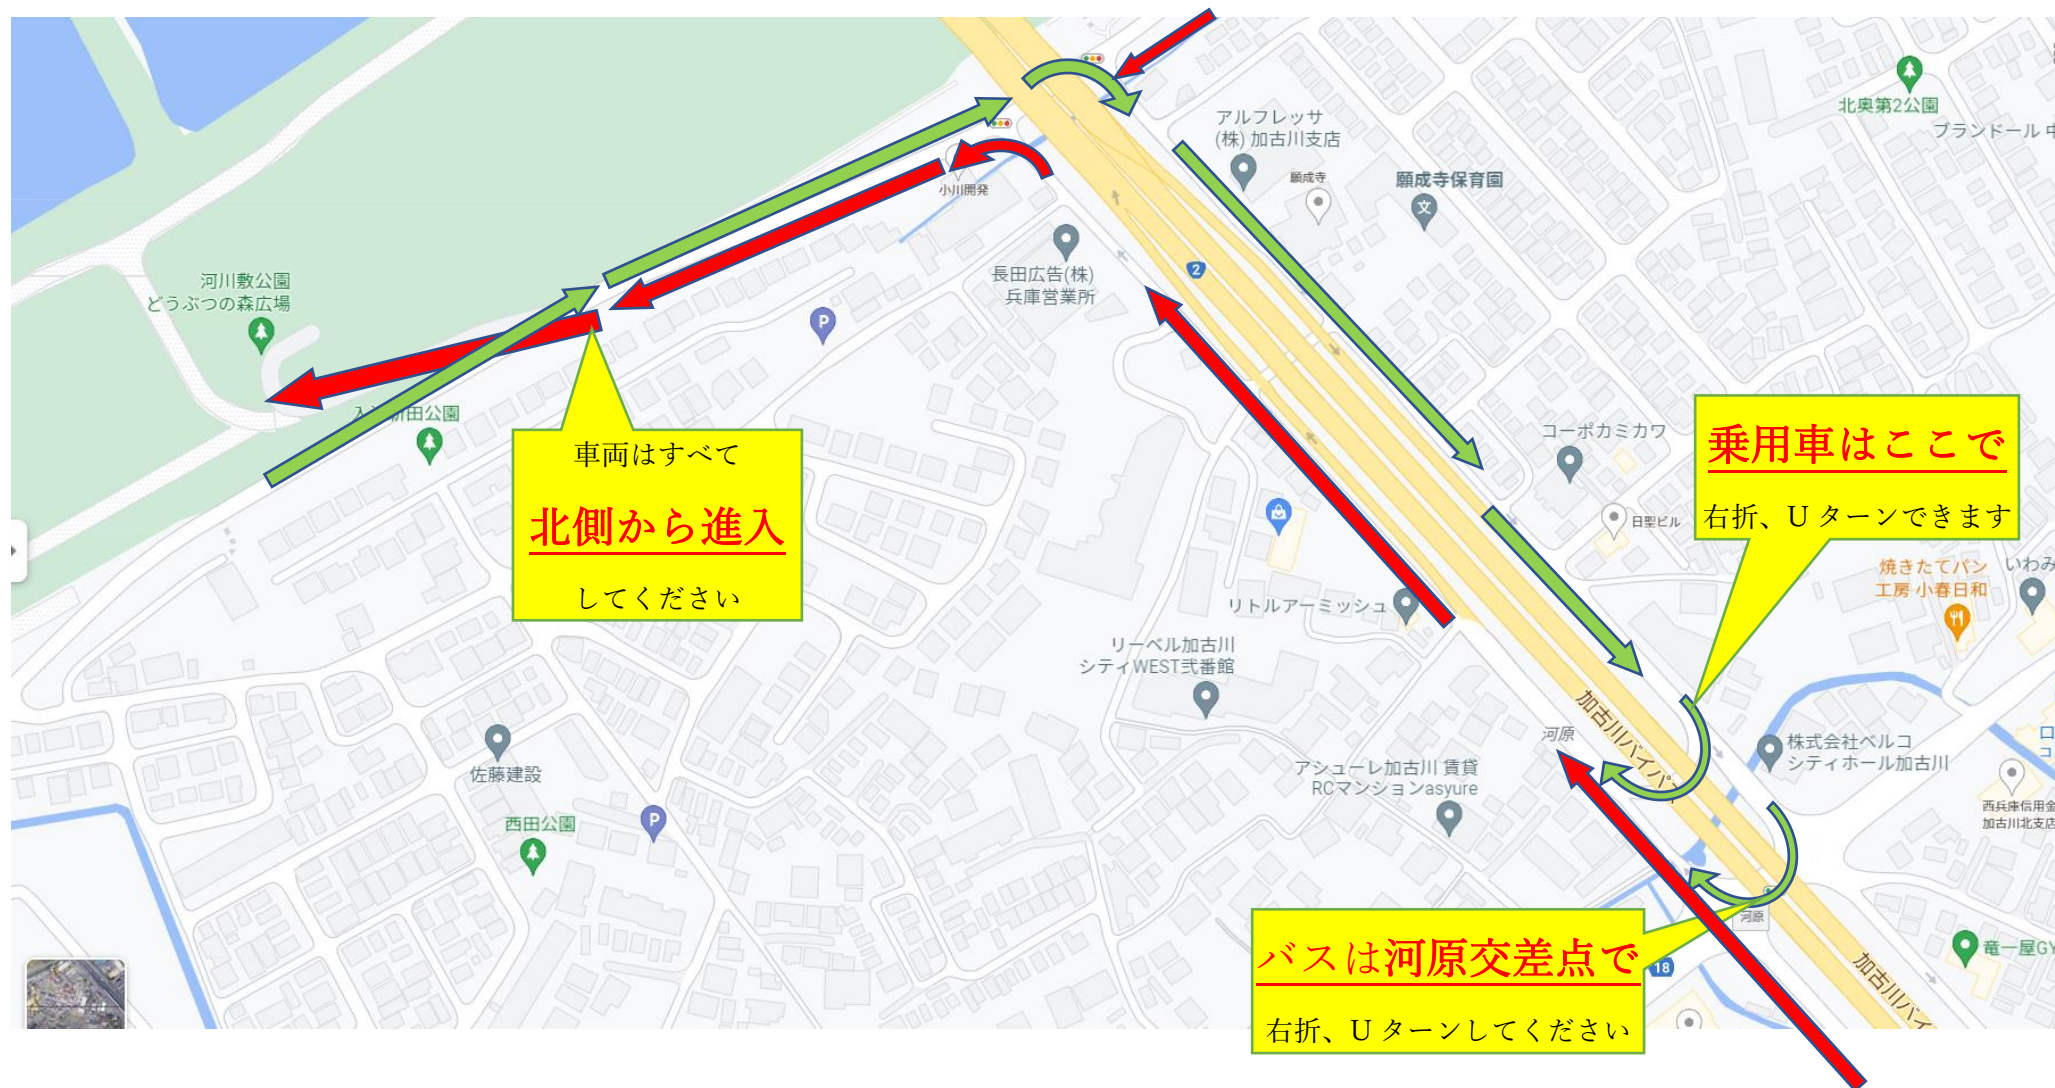 北奥第2公園
ブランドール 中
アルフレッサ
(株) 加古川支店
願成寺
願成寺保育園
小川開発
長田広告(株)
兵庫営業所
2
河川敷公園
どうぶつの森広場
P
車両はすべて
北側から進入
してください
コーポカミカワ
日聖ビル
乗用車はここで
右折、Uターンできます
焼きたてパン
工房 小春日和
いわみ
リトルアーミッシュ
リーベル加古川
シティWEST弐番館
加古川バイパス
河原
株式会社ベルコ
シティホール加古川
アシューレ加古川 賃貸
RCマンションasyure
佐藤建設
西田公園
P
西兵庫信用金
加古川北支店
河原
バスは河原交差点で
右折、Uターンしてください
18
加古川バイパス
竜一屋GY